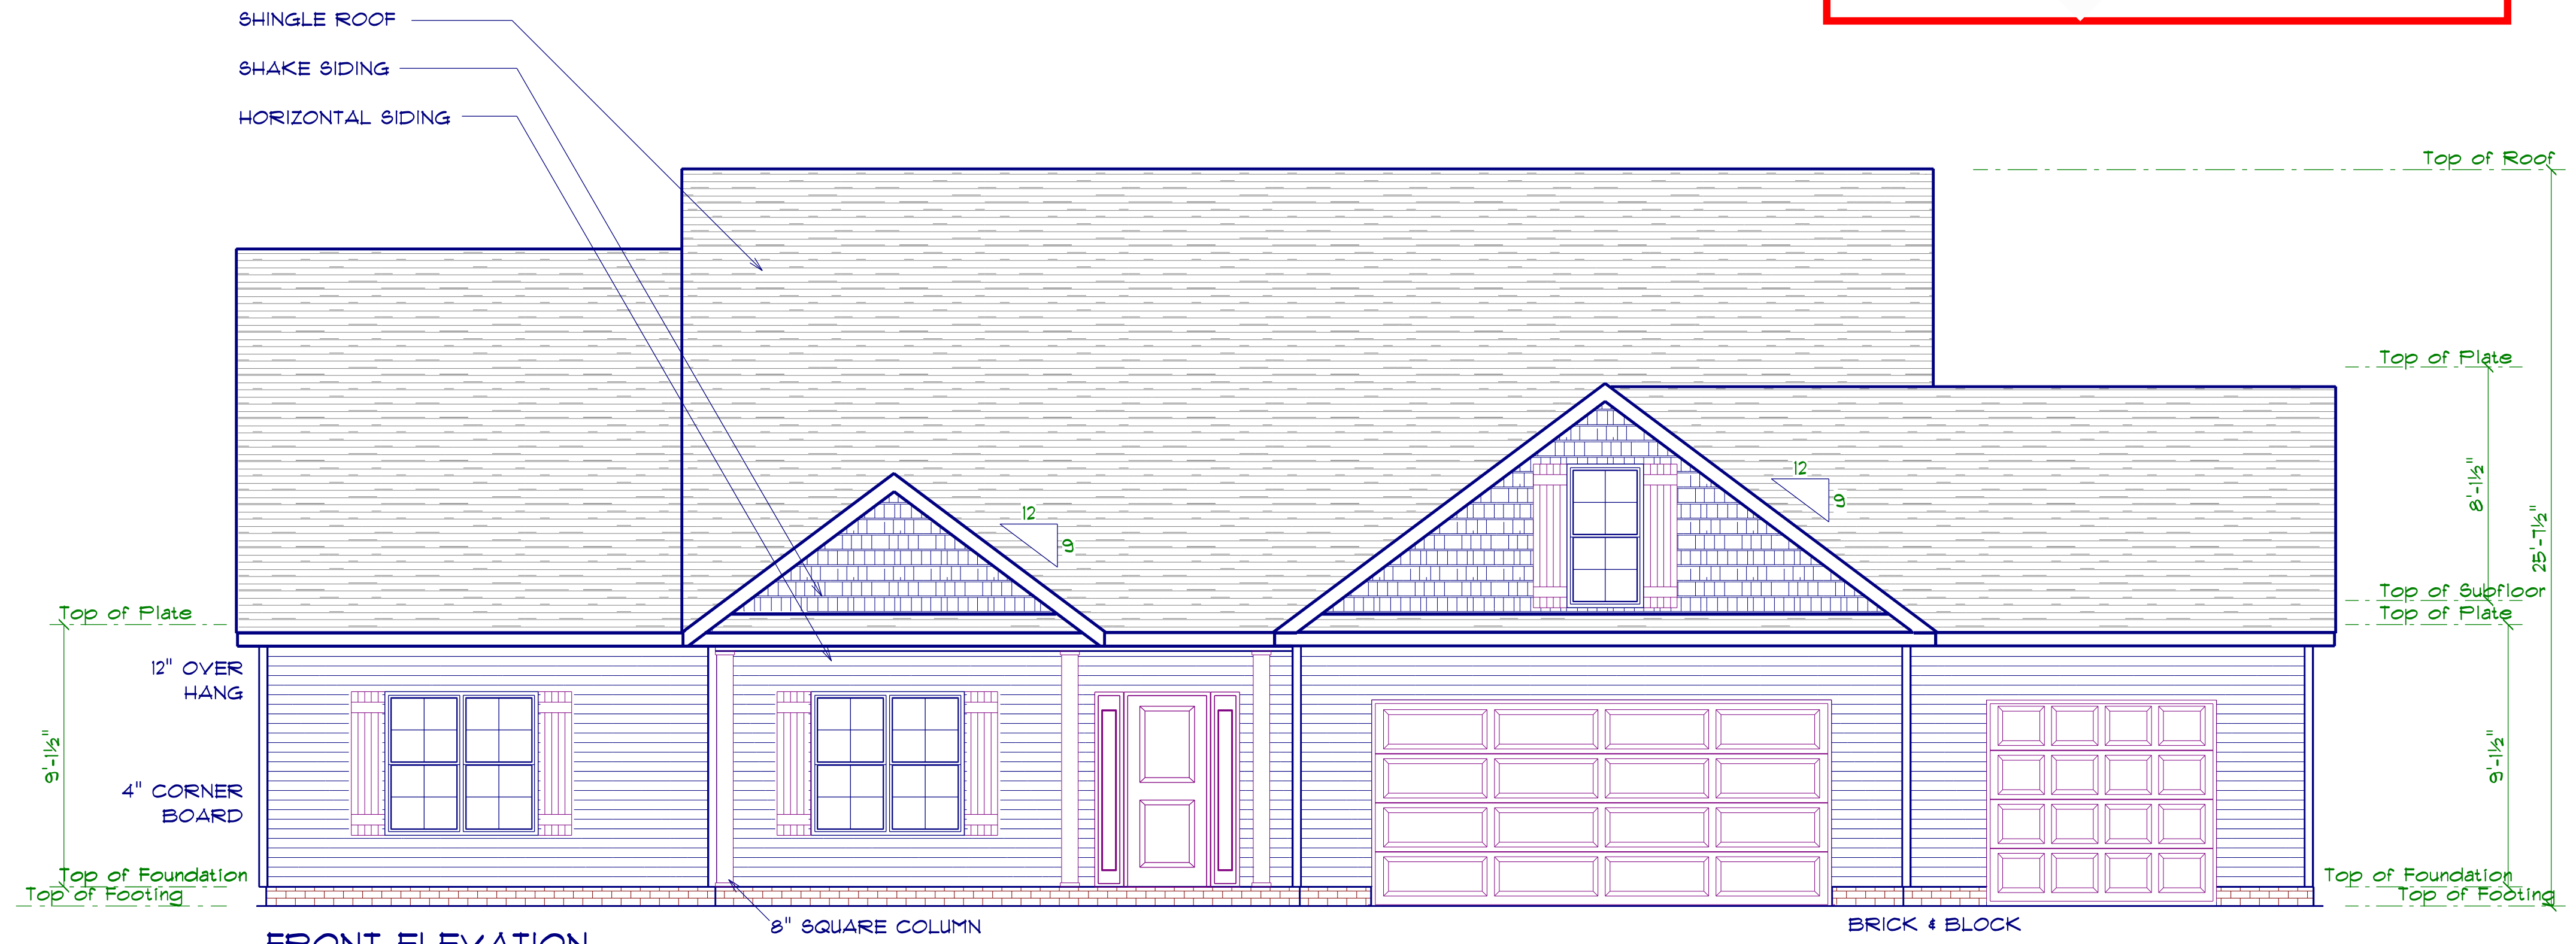 SHINGLE ROOF
SHAKE SIDING
HORIZONTAL SIDING
Top of Roof
Top of Plate
8'-1½"
25'-7½"
12
9
12
9
Top of Subfloor
Top of Plate
Top of Plate
12" OVER
HANG
9'-1½"
9'-1½"
4" CORNER
BOARD
Top of Foundation
Top of Footing
Top of Foundation
Top of Footing
8" SQUARE COLUMN
BRICK & BLOCK
FRONT ELEVATION